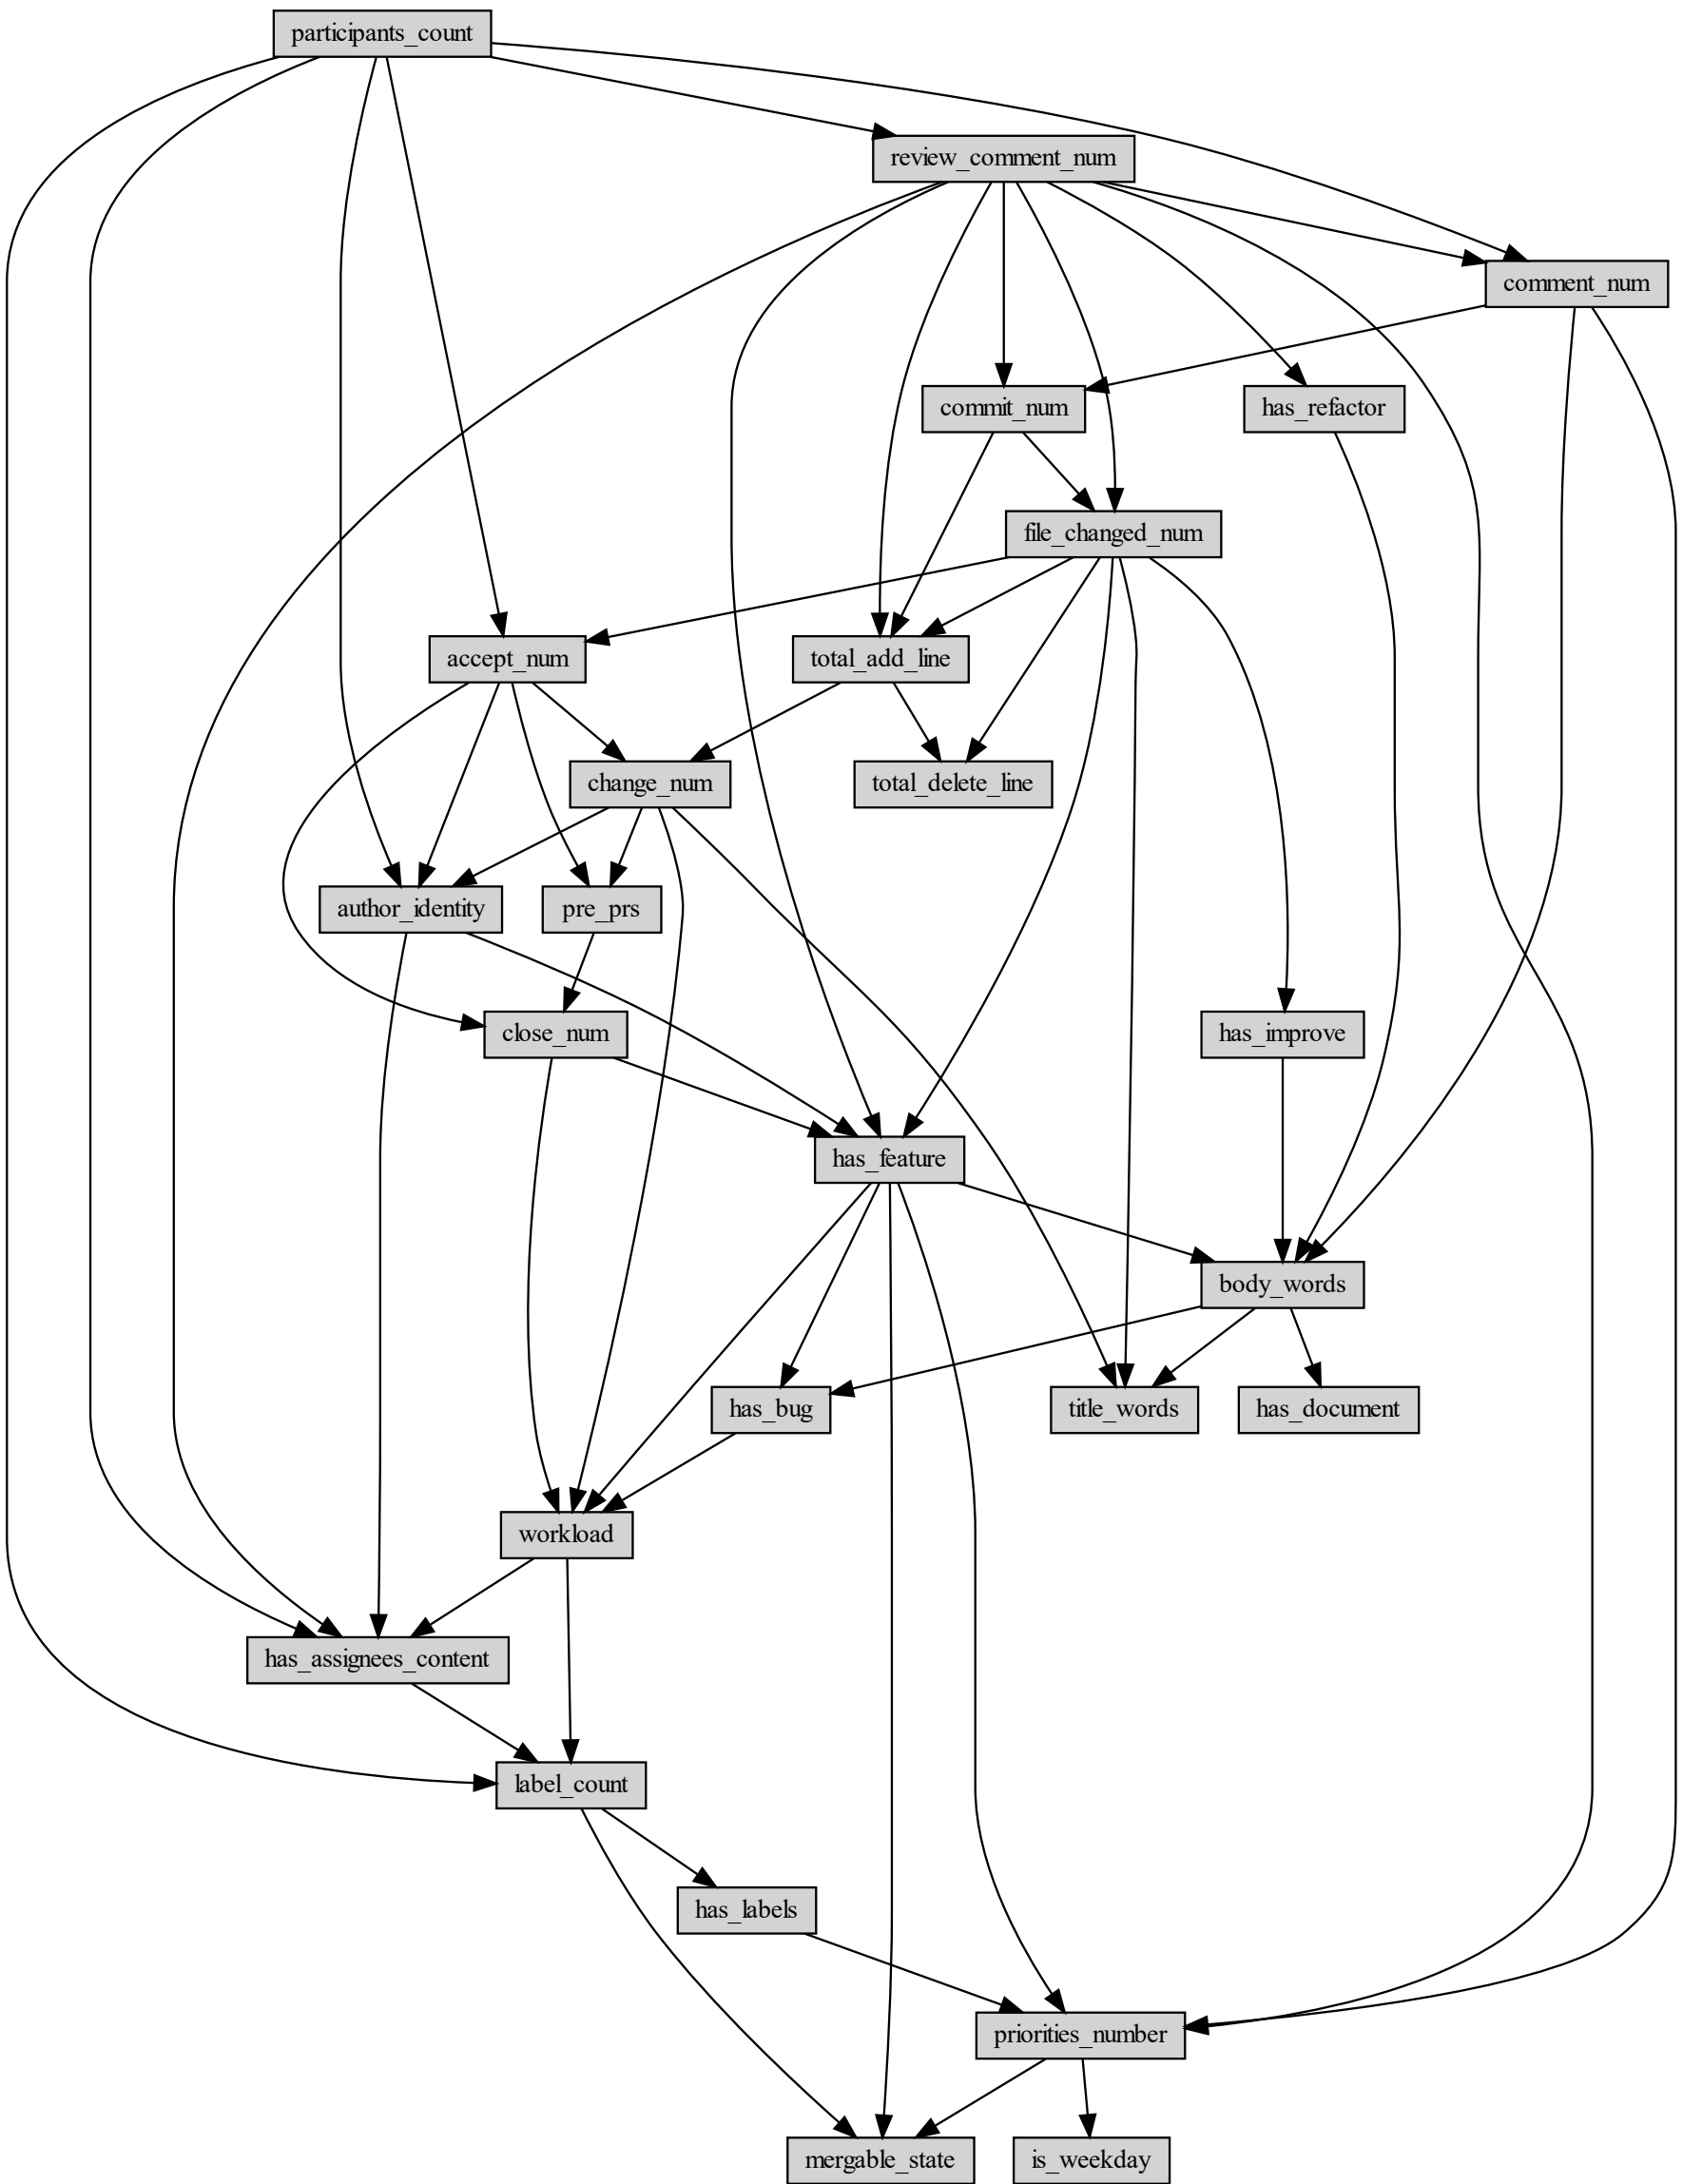 participants_count
review_comment_num
comment_num
commit_num
has_refactor
file_changed_num
accept_num
total_add_line
change_num
total_delete_line
author_identity
pre_prs
close_num
has_improve
has_feature
body_words
has_bug
title_words
has_document
workload
has_assignees_content
label_count
has_labels
priorities_number
mergable_state
is_weekday